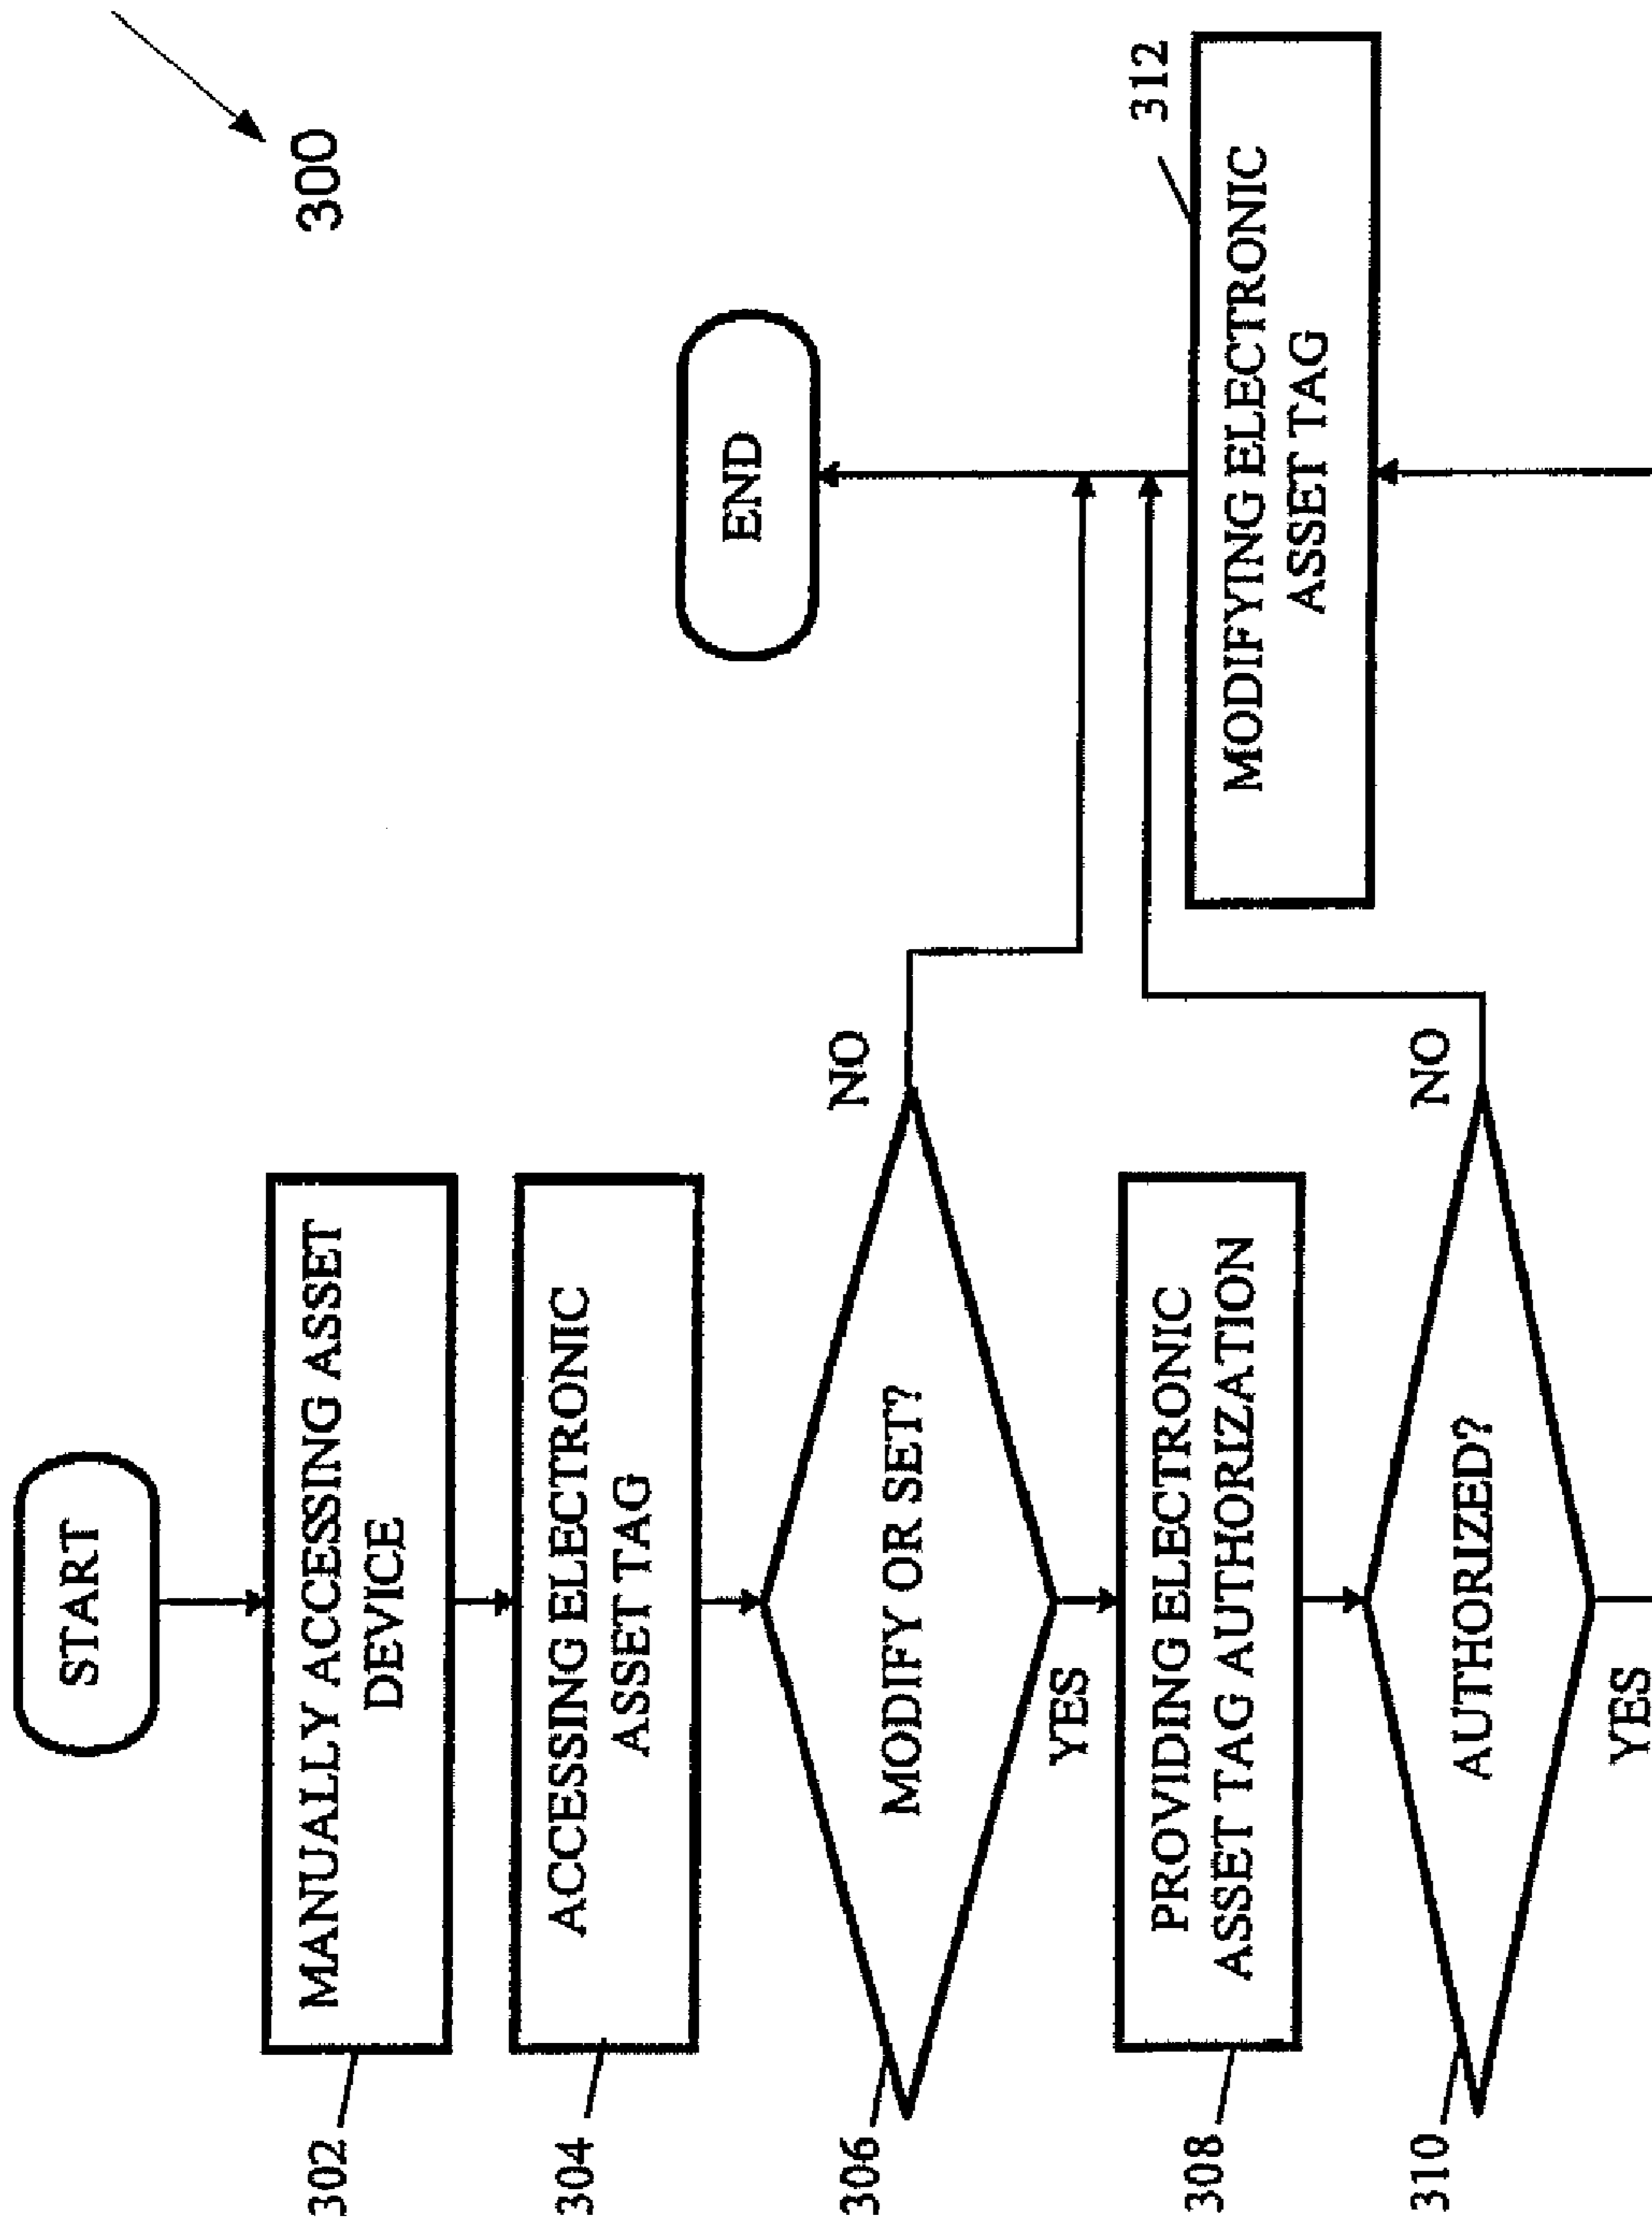 300
START
302
MANUALLY ACCESSING ASSET
DEVICE
304
ACCESSING ELECTRONIC
ASSET TAG
306
MODIFY OR SET?
NO
YES
308
PROVIDING ELECTRONIC
ASSET TAG AUTHORIZATION
310
AUTHORIZED?
NO
YES
312
MODIFYING ELECTRONIC
ASSET TAG
END